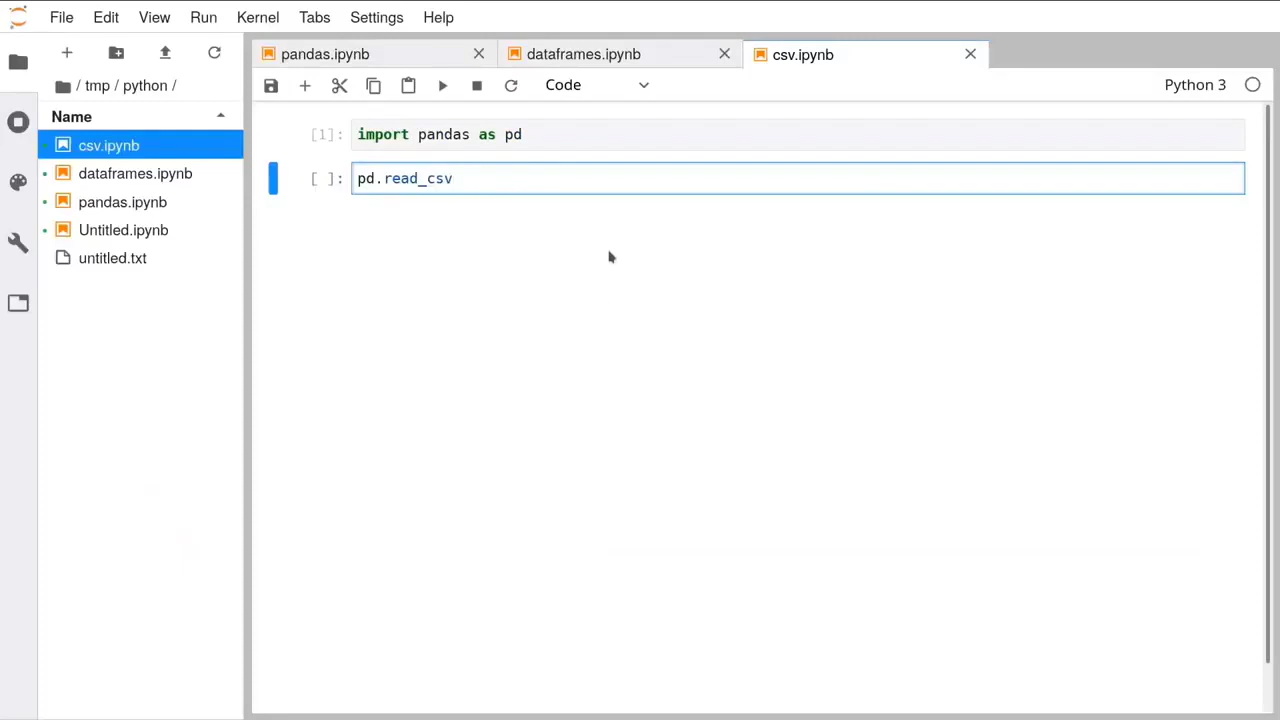 File Edit View Run Kernel Tabs Settings Help
pandas.ipynb dataframes.ipynb csv.ipynb
/ tmp / python /
Code Python 3
Name
csv.ipynb
dataframes.ipynb
pandas.ipynb
Untitled.ipynb
untitled.txt
[1]: import pandas as pd
[ ]: pd.read_csv